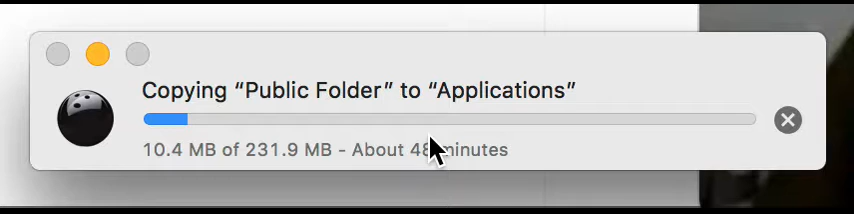 Copying “Public Folder” to “Applications”
10.4 MB of 231.9 MB - About 48 minutes